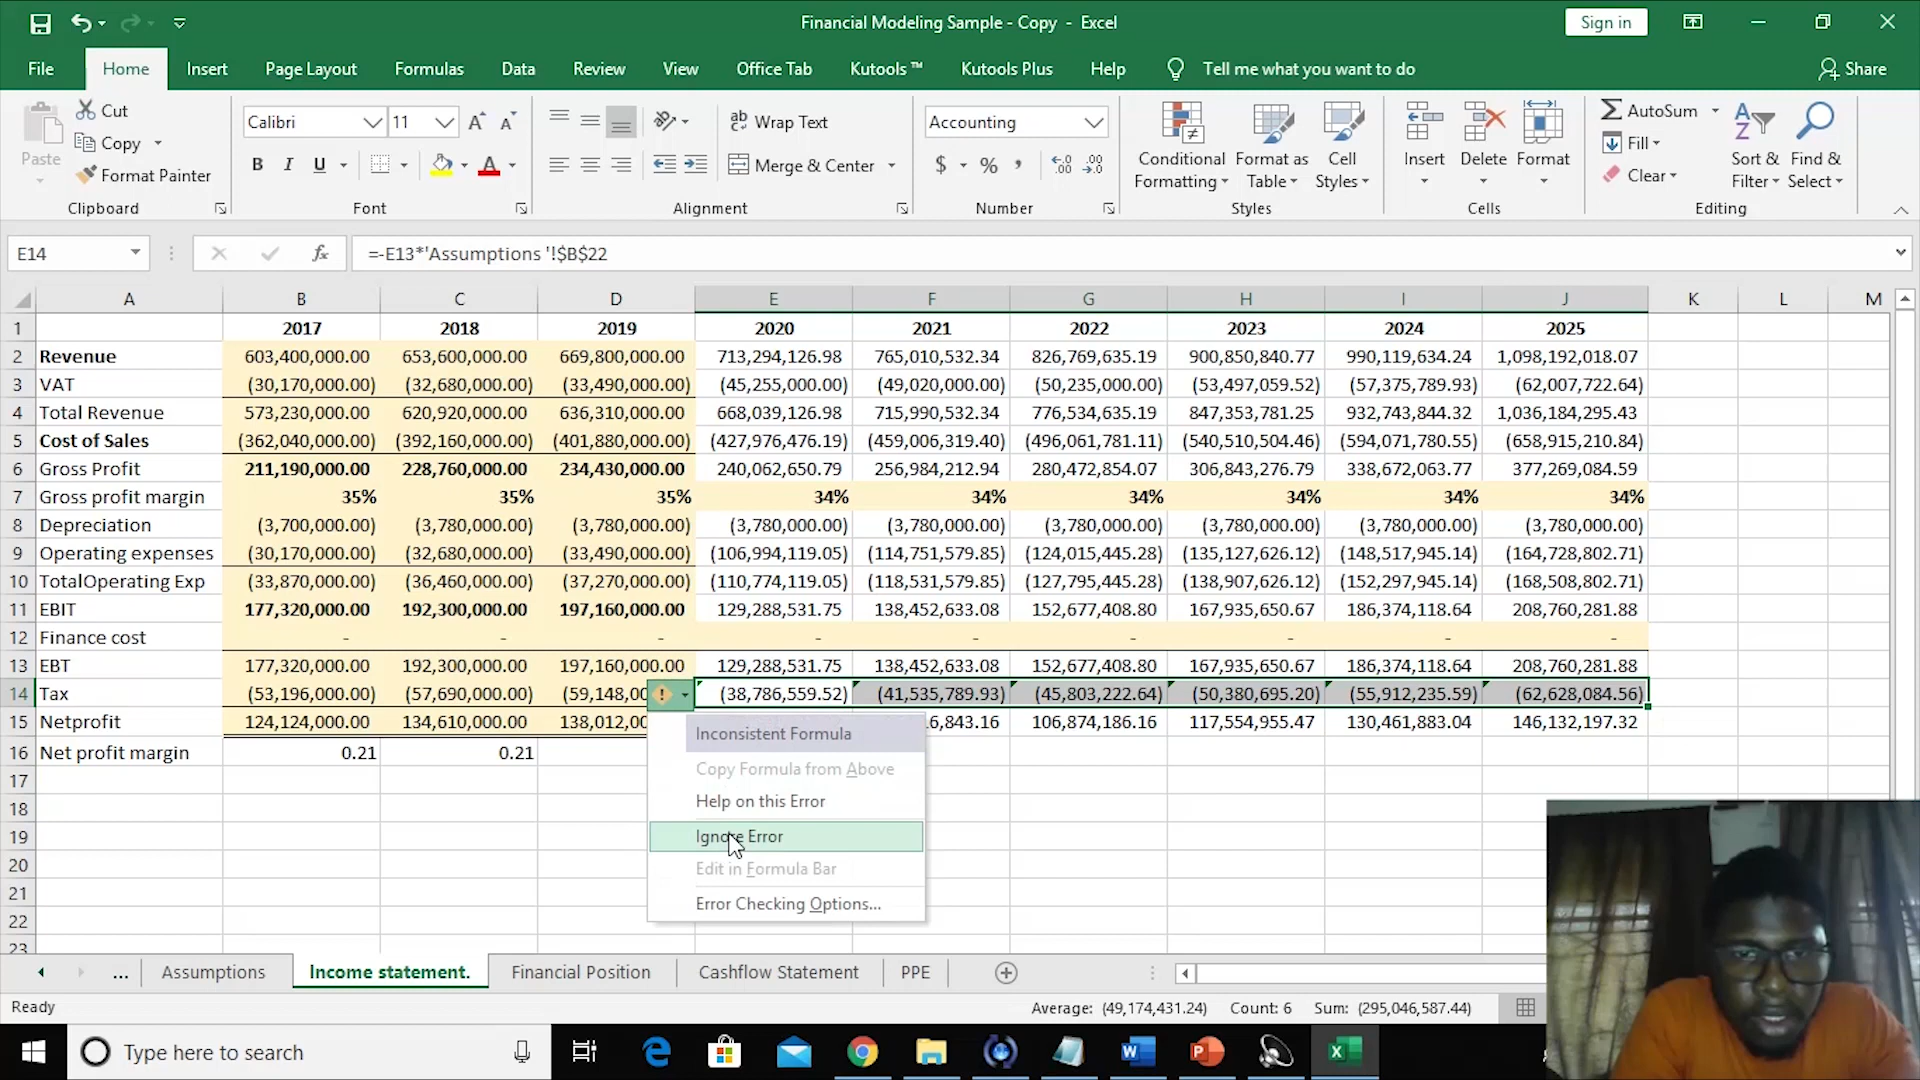 Financial Modeling Sample - Copy - Excel
Sign in
File Home Insert Page Layout Formulas Data Review View Office Tab Kutools ™ Kutools Plus Help Tell me what you want to do Share
Paste
Cut
Copy
Format Painter
Clipboard
Calibri 11
B I U
Font
Wrap Text
Merge & Center
Alignment
Accounting
$ % ,
Number
Conditional Formatting
Format as Table
Cell Styles
Styles
Insert Delete Format
Cells
AutoSum
Fill
Clear
Sort & Filter
Find & Select
Editing
E14 fx =-E13*'Assumptions '!$B$22
A B C D E F G H I J K L M
1 2017 2018 2019 2020 2021 2022 2023 2024 2025
2 Revenue 603,400,000.00 653,600,000.00 669,800,000.00 713,294,126.98 765,010,532.34 826,769,635.19 900,850,840.77 990,119,634.24 1,098,192,018.07
3 VAT (30,170,000.00) (32,680,000.00) (33,490,000.00) (45,255,000.00) (49,020,000.00) (50,235,000.00) (53,497,059.52) (57,375,789.93) (62,007,722.64)
4 Total Revenue 573,230,000.00 620,920,000.00 636,310,000.00 668,039,126.98 715,990,532.34 776,534,635.19 847,353,781.25 932,743,844.32 1,036,184,295.43
5 Cost of Sales (362,040,000.00) (392,160,000.00) (401,880,000.00) (427,976,476.19) (459,006,319.40) (496,061,781.11) (540,510,504.46) (594,071,780.55) (658,915,210.84)
6 Gross Profit 211,190,000.00 228,760,000.00 234,430,000.00 240,062,650.79 256,984,212.94 280,472,854.07 306,843,276.79 338,672,063.77 377,269,084.59
7 Gross profit margin 35% 35% 35% 34% 34% 34% 34% 34% 34%
8 Depreciation (3,700,000.00) (3,780,000.00) (3,780,000.00) (3,780,000.00) (3,780,000.00) (3,780,000.00) (3,780,000.00) (3,780,000.00) (3,780,000.00)
9 Operating expenses (30,170,000.00) (32,680,000.00) (33,490,000.00) (106,994,119.05) (114,751,579.85) (124,015,445.28) (135,127,626.12) (148,517,945.14) (164,728,802.71)
10 TotalOperating Exp (33,870,000.00) (36,460,000.00) (37,270,000.00) (110,774,119.05) (118,531,579.85) (127,795,445.28) (138,907,626.12) (152,297,945.14) (168,508,802.71)
11 EBIT 177,320,000.00 192,300,000.00 197,160,000.00 129,288,531.75 138,452,633.08 152,677,408.80 167,935,650.67 186,374,118.64 208,760,281.88
12 Finance cost - - - - - - - - -
13 EBT 177,320,000.00 192,300,000.00 197,160,000.00 129,288,531.75 138,452,633.08 152,677,408.80 167,935,650.67 186,374,118.64 208,760,281.88
14 Tax (53,196,000.00) (57,690,000.00) (59,148,00 (38,786,559.52) (41,535,789.93) (45,803,222.64) (50,380,695.20) (55,912,235.59) (62,628,084.56)
15 Netprofit 124,124,000.00 134,610,000.00 138,012,00 6,843.16 106,874,186.16 117,554,955.47 130,461,883.04 146,132,197.32
16 Net profit margin 0.21 0.21
17
18
19
20
21
22
23
Inconsistent Formula
Copy Formula from Above
Help on this Error
Ignore Error
Edit in Formula Bar
Error Checking Options...
... Assumptions Income statement. Financial Position Cashflow Statement PPE
Ready Average: (49,174,431.24) Count: 6 Sum: (295,046,587.44)
Type here to search